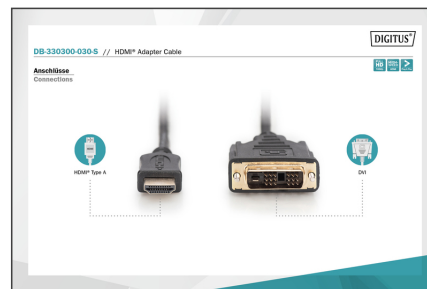 DIGITUS®
DB-330300-030-S // HDMI® Adapter Cable
Anschlüsse
Connections
HDMI® Type A
DVI